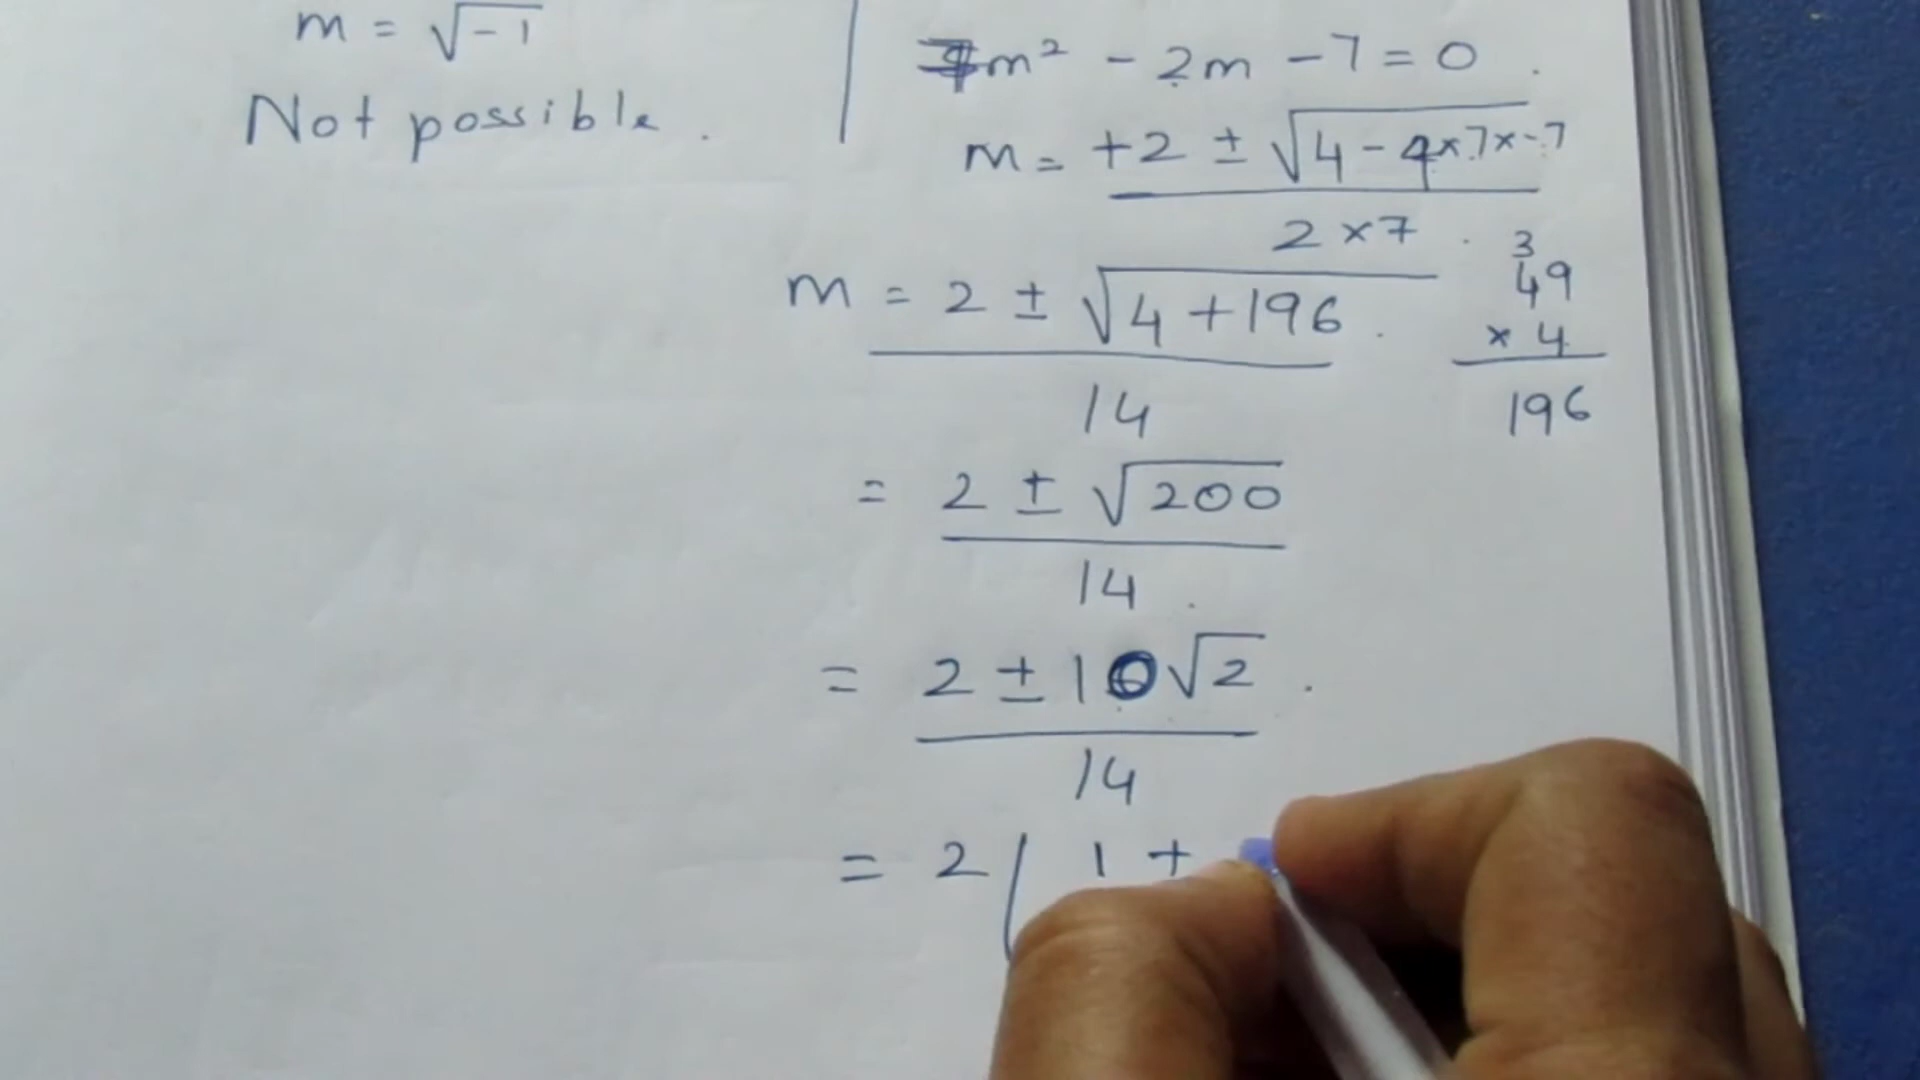 m = √-1
Not possible.
7m² - 2m - 7 = 0
m = +2 ± √4 - 4×7×-7
2 × 7
m = 2 ± √4 + 196
14
3
49
× 4
196
= 2 ± √200
14
= 2 ± 10√2
14
= 2 ( 1 +